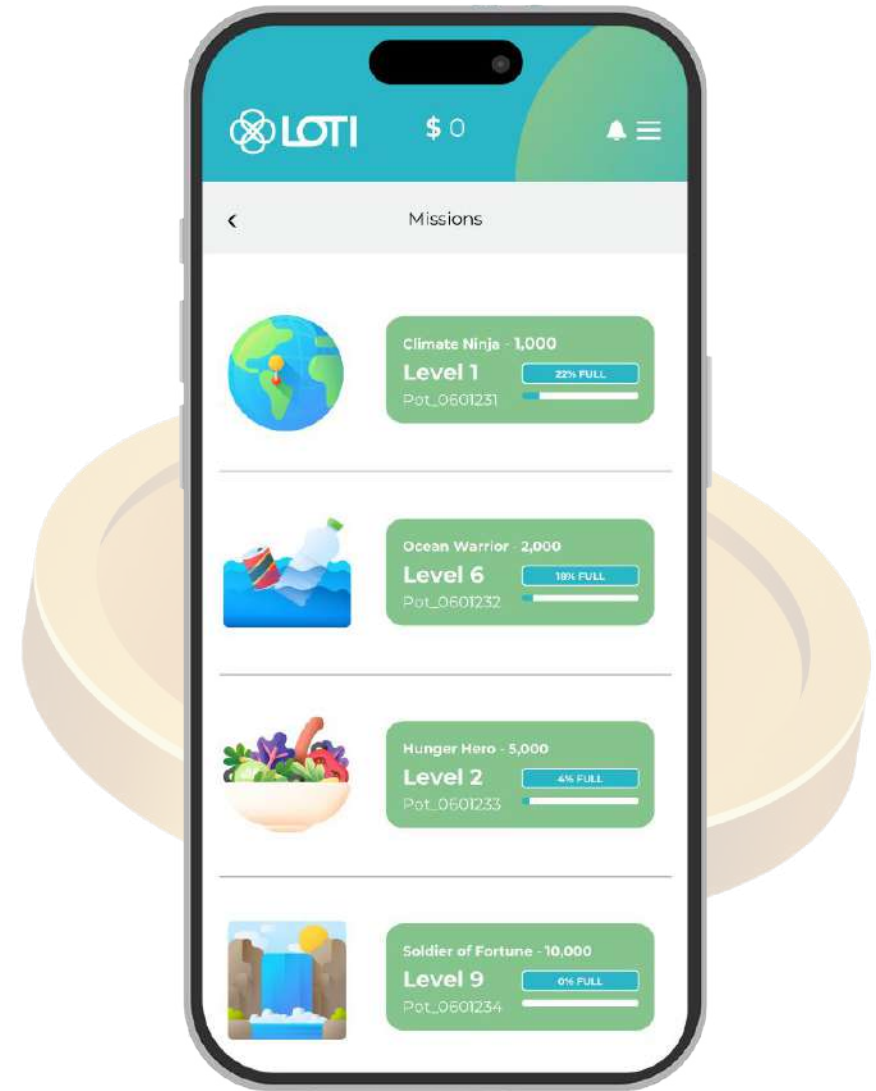 LOTI
$ 0
Missions
Climate Ninja - 1,000
Level 1
22% FULL
Pot_0601231
Ocean Warrior - 2,000
Level 6
18% FULL
Pot_0601232
Hunger Hero - 5,000
Level 2
4% FULL
Pot_0601233
Soldier of Fortune - 10,000
Level 9
0% FULL
Pot_0601234